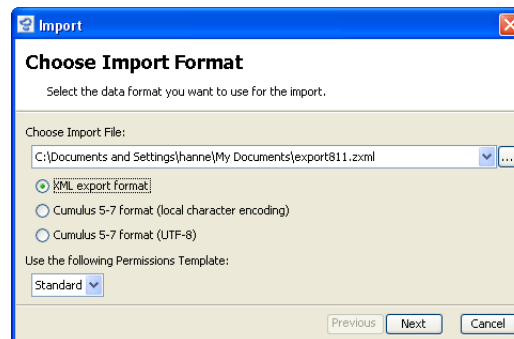 Import
Choose Import Format
Select the data format you want to use for the import.
Choose Import File:
C:\Documents and Settings\hanne\My Documents\export811.zxml
...
XML export format
Cumulus 5-7 format (local character encoding)
Cumulus 5-7 format (UTF-8)
Use the following Permissions Template:
Standard
Previous Next Cancel